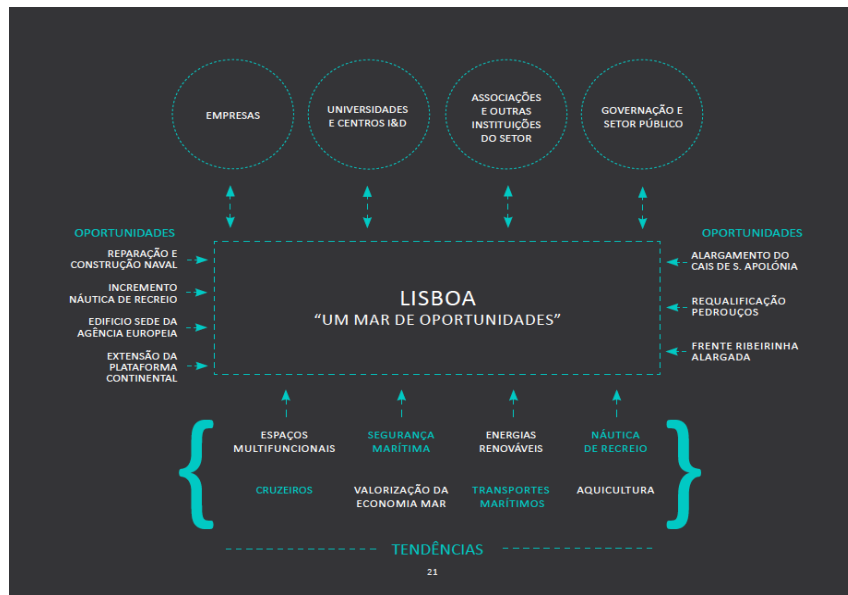 EMPRESAS
UNIVERSIDADES
E CENTROS I&D
ASSOCIAÇÕES
E OUTRAS
INSTITUIÇÕES
DO SETOR
GOVERNAÇÃO E
SETOR PÚBLICO
OPORTUNIDADES
REPARAÇÃO E
CONSTRUÇÃO NAVAL
INCREMENTO
NÁUTICA DE RECREIO
EDIFICIO SEDE DA
AGÊNCIA EUROPEIA
EXTENSÃO DA
PLATAFORMA
CONTINENTAL
LISBOA
“UM MAR DE OPORTUNIDADES”
OPORTUNIDADES
ALARGAMENTO DO
CAIS DE S. APOLÓNIA
REQUALIFICAÇÃO
PEDROUÇOS
FRENTE RIBEIRINHA
ALARGADA
ESPAÇOS
MULTIFUNCIONAIS
SEGURANÇA
MARÍTIMA
ENERGIAS
RENOVÁVEIS
NÁUTICA
DE RECREIO
CRUZEIROS
VALORIZAÇÃO DA
ECONOMIA MAR
TRANSPORTES
MARÍTIMOS
AQUICULTURA
TENDÊNCIAS
21